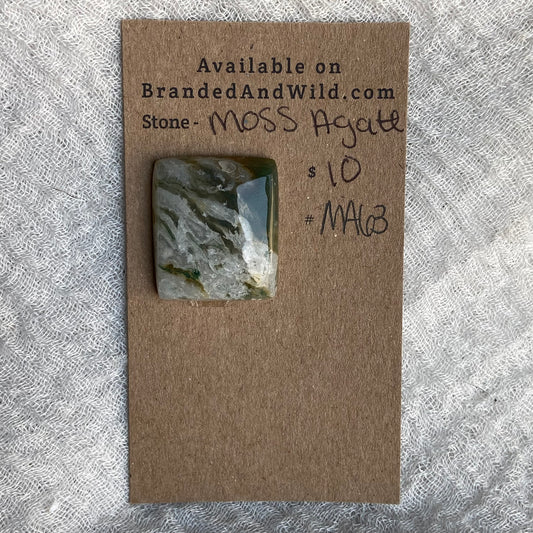 Available on
BrandedAndWild.com
Stone - Moss Agate
$ 10
# MA63